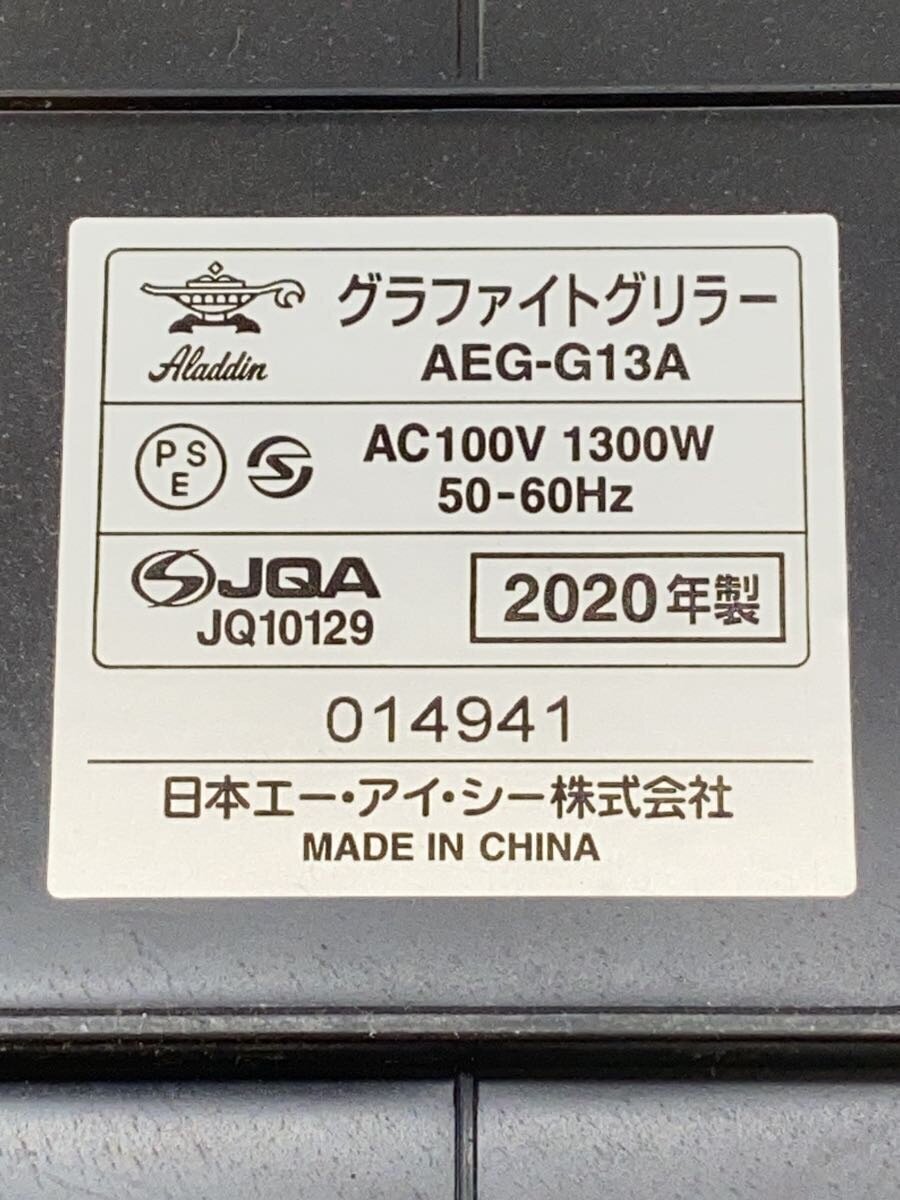 Aladdin
グラファイトグリラー
AEG-G13A
PSE
AC100V 1300W
50-60Hz
JQA
JQ10129
2020年製
014941
日本エー・アイ・シー株式会社
MADE IN CHINA